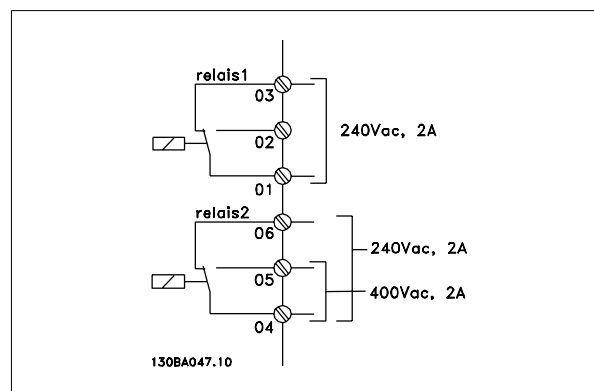 relais1
03
02
240Vac, 2A
01
relais2
06
240Vac, 2A
05
400Vac, 2A
04
130BA047.10